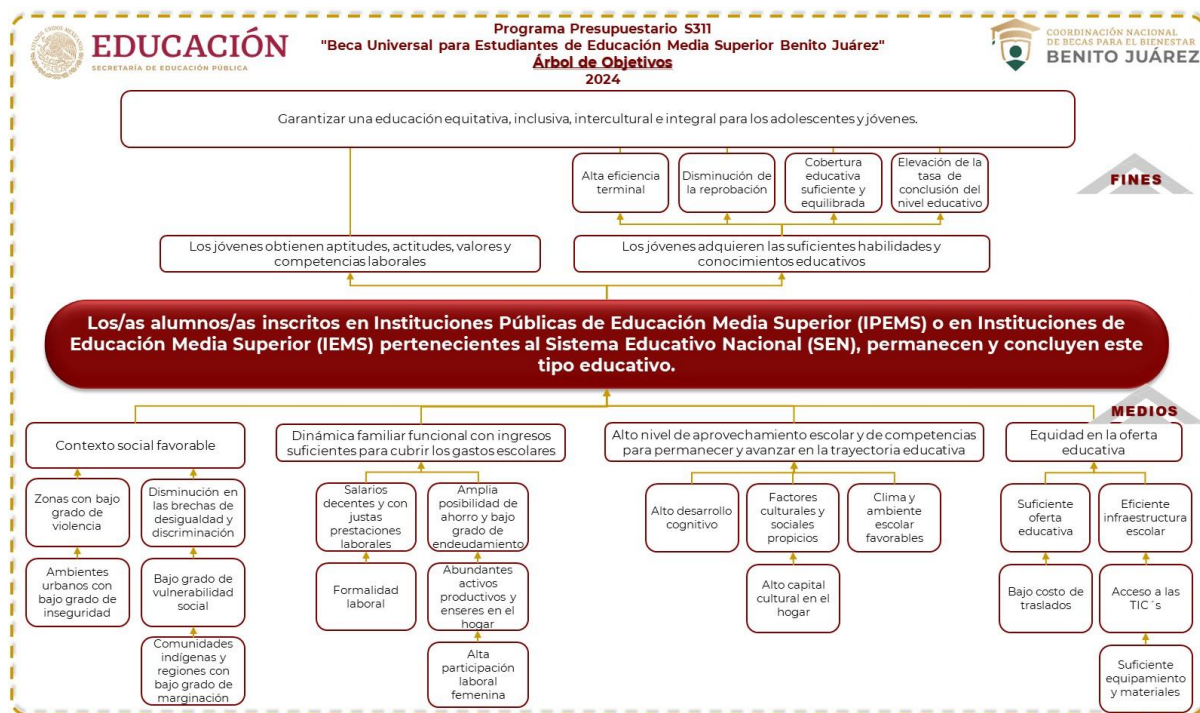 EDUCACIÓN
SECRETARÍA DE EDUCACIÓN PÚBLICA
Programa Presupuestario S311
"Beca Universal para Estudiantes de Educación Media Superior Benito Juárez"
Árbol de Objetivos
2024
COORDINACIÓN NACIONAL
DE BECAS PARA EL BIENESTAR
BENITO JUÁREZ
Garantizar una educación equitativa, inclusiva, intercultural e integral para los adolescentes y jóvenes.
Alta eficiencia
terminal
Disminución de
la reprobación
Cobertura
educativa
suficiente y
equilibrada
Elevación de la
tasa de
conclusión del
nivel educativo
FINES
Los jóvenes obtienen aptitudes, actitudes, valores y
competencias laborales
Los jóvenes adquieren las suficientes habilidades y
conocimientos educativos
Los/as alumnos/as inscritos en Instituciones Públicas de Educación Media Superior (IPEMS) o en Instituciones de
Educación Media Superior (IEMS) pertenecientes al Sistema Educativo Nacional (SEN), permanecen y concluyen este
tipo educativo.
MEDIOS
Contexto social favorable
Dinámica familiar funcional con ingresos
suficientes para cubrir los gastos escolares
Alto nivel de aprovechamiento escolar y de competencias
para permanecer y avanzar en la trayectoria educativa
Equidad en la oferta
educativa
Zonas con bajo
grado de
violencia
Disminución en
las brechas de
desigualdad y
discriminación
Salarios
decentes y con
justas
prestaciones
laborales
Amplia
posibilidad de
ahorro y bajo
grado de
endeudamiento
Alto desarrollo
cognitivo
Factores
culturales y
sociales
propicios
Clima y
ambiente
escolar
favorables
Suficiente
oferta
educativa
Eficiente
infraestructura
escolar
Ambientes
urbanos con
bajo grado de
inseguridad
Bajo grado de
vulnerabilidad
social
Formalidad
laboral
Abundantes
activos
productivos y
enseres en el
hogar
Alto capital
cultural en el
hogar
Bajo costo de
traslados
Acceso a las
TIC´s
Comunidades
indígenas y
regiones con
bajo grado de
marginación
Alta
participación
laboral
femenina
Suficiente
equipamiento
y materiales